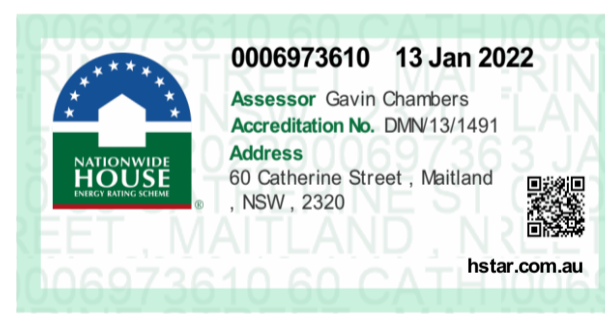 0006973610 13 Jan 2022
Assessor Gavin Chambers
Accreditation No. DMN/13/1491
Address
60 Catherine Street , Maitland
, NSW , 2320
NATIONWIDE
HOUSE
ENERGY RATING SCHEME
®
hstar.com.au